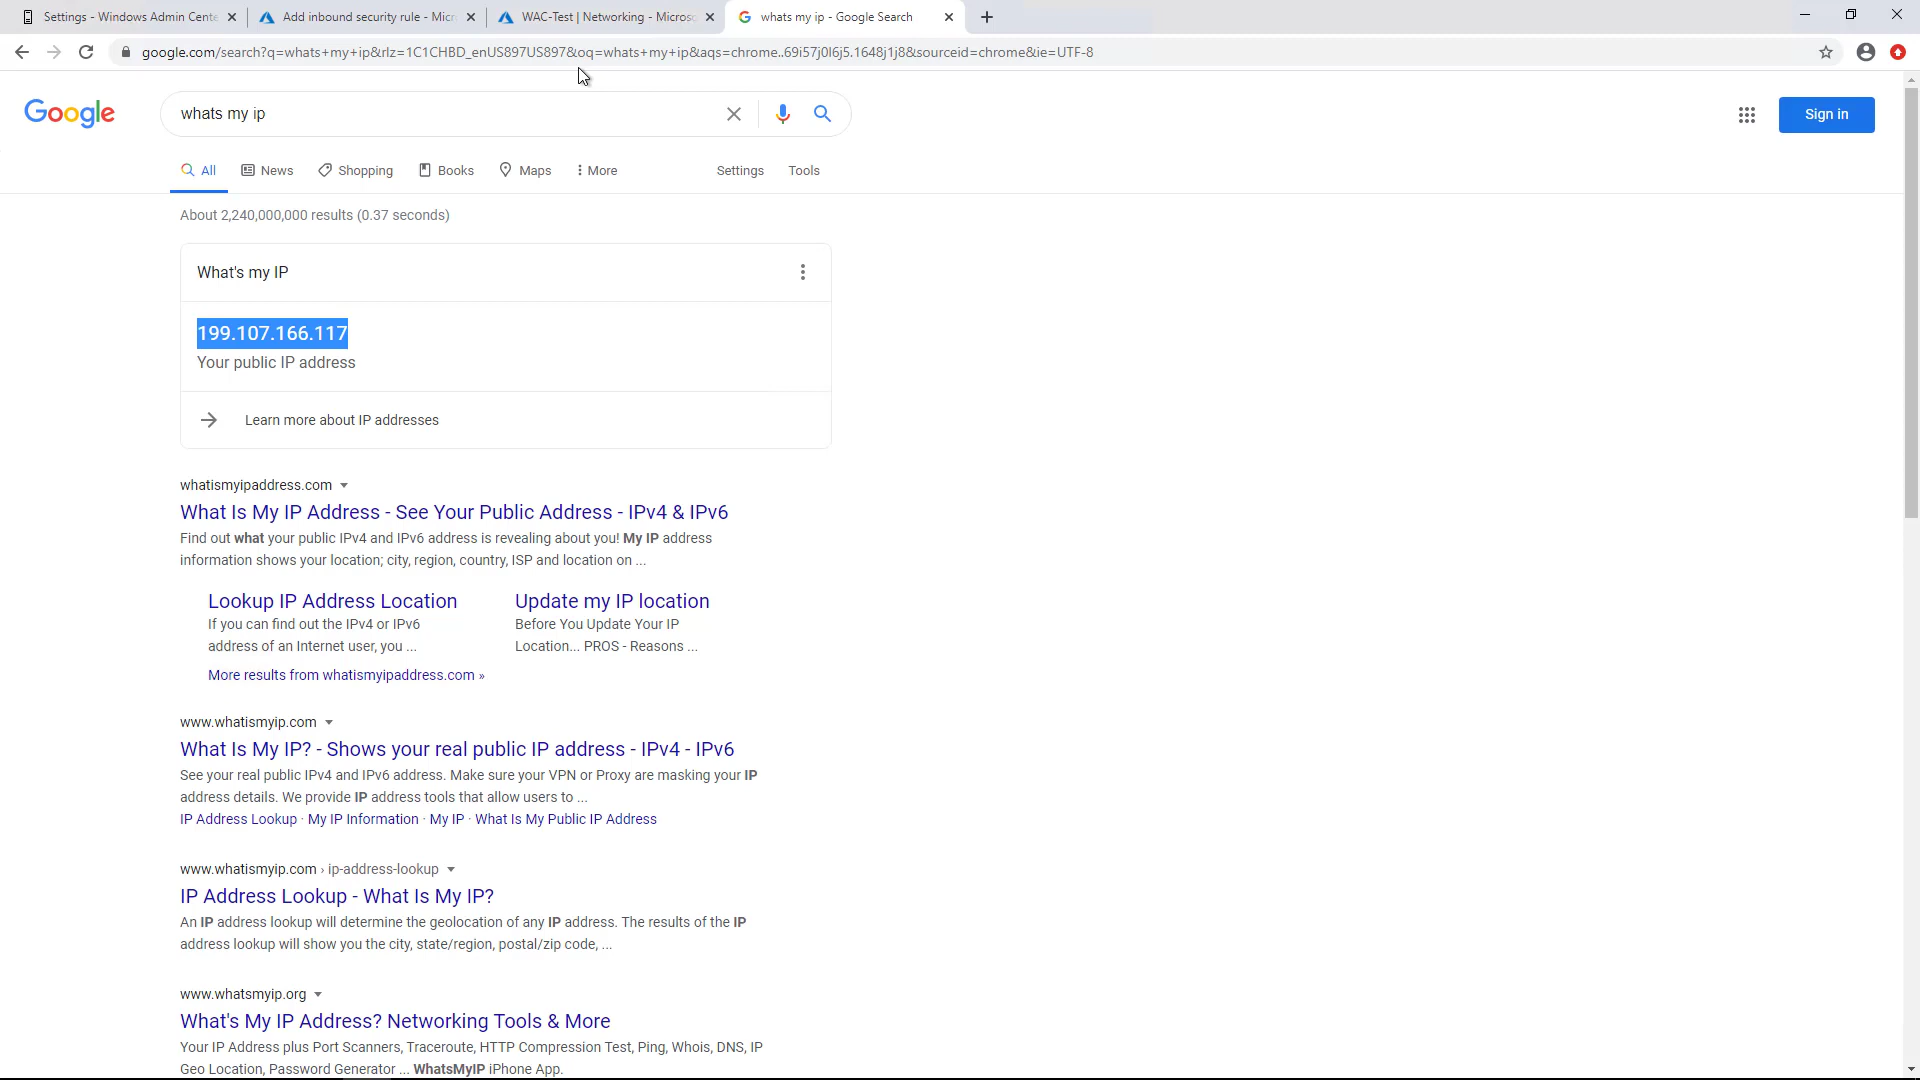 Settings - Windows Admin Cente
Add inbound security rule - Micr
WAC-Test | Networking - Microso
whats my ip - Google Search
google.com/search?q=whats+my+ip&rlz=1C1CHBD_enUS897US897&oq=whats+my+ip&aqs=chrome..69i57j0l6j5.1648j1j8&sourceid=chrome&ie=UTF-8
Google
whats my ip
Sign in
All News Shopping Books Maps More Settings Tools
About 2,240,000,000 results (0.37 seconds)
What's my IP
199.107.166.117
Your public IP address
Learn more about IP addresses
whatismyipaddress.com
What Is My IP Address - See Your Public Address - IPv4 & IPv6
Find out what your public IPv4 and IPv6 address is revealing about you! My IP address
information shows your location; city, region, country, ISP and location on ...
Lookup IP Address Location
If you can find out the IPv4 or IPv6
address of an Internet user, you ...
Update my IP location
Before You Update Your IP
Location... PROS - Reasons ...
More results from whatismyipaddress.com »
www.whatismyip.com
What Is My IP? - Shows your real public IP address - IPv4 - IPv6
See your real public IPv4 and IPv6 address. Make sure your VPN or Proxy are masking your IP
address details. We provide IP address tools that allow users to ...
IP Address Lookup · My IP Information · My IP · What Is My Public IP Address
www.whatismyip.com › ip-address-lookup
IP Address Lookup - What Is My IP?
An IP address lookup will determine the geolocation of any IP address. The results of the IP
address lookup will show you the city, state/region, postal/zip code, ...
www.whatsmyip.org
What's My IP Address? Networking Tools & More
Your IP Address plus Port Scanners, Traceroute, HTTP Compression Test, Ping, Whois, DNS, IP
Geo Location, Password Generator ... WhatsMyIP iPhone App.